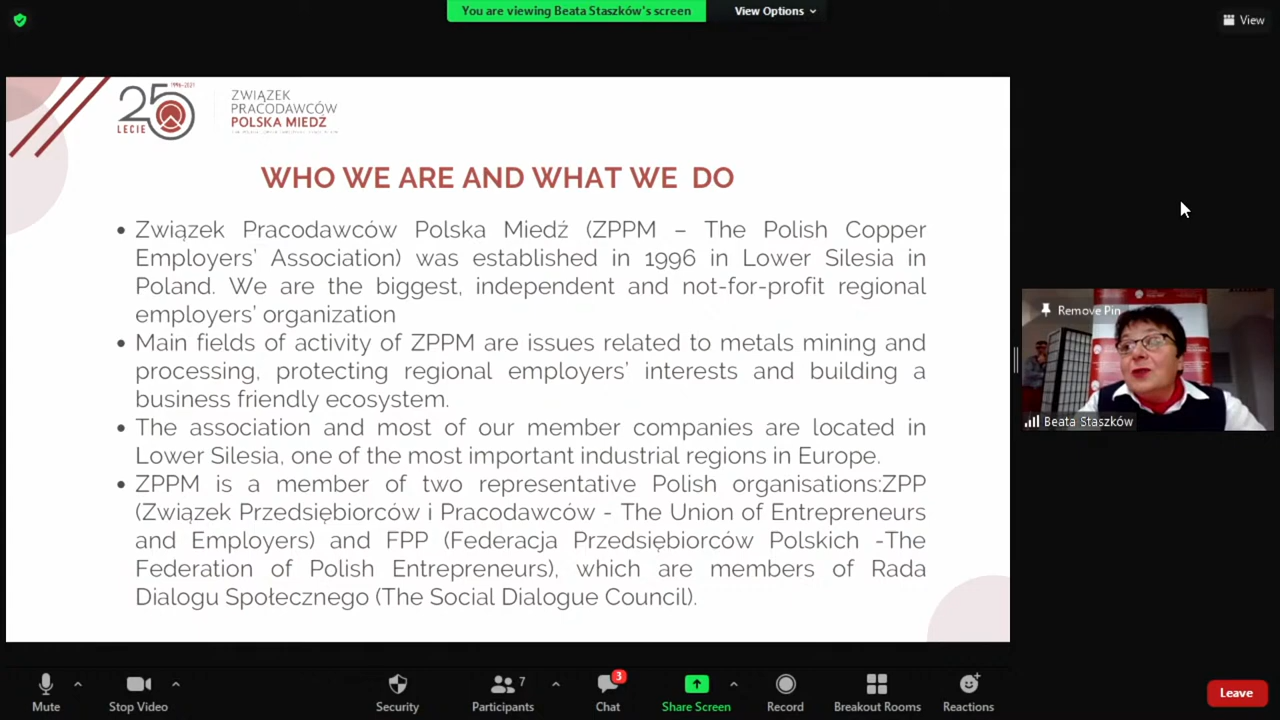 You are viewing Beata Staszków's screen
View Options
View
1996-2021
25
LECIE
ZWIĄZEK
PRACODAWCÓW
POLSKA MIEDŹ
WHO WE ARE AND WHAT WE DO
• Związek Pracodawców Polska Miedź (ZPPM – The Polish Copper
Employers’ Association) was established in 1996 in Lower Silesia in
Poland. We are the biggest, independent and not-for-profit regional
employers’ organization
• Main fields of activity of ZPPM are issues related to metals mining and
processing, protecting regional employers’ interests and building a
business friendly ecosystem.
• The association and most of our member companies are located in
Lower Silesia, one of the most important industrial regions in Europe.
• ZPPM is a member of two representative Polish organisations:ZPP
(Związek Przedsiębiorców i Pracodawców - The Union of Entrepreneurs
and Employers) and FPP (Federacja Przedsiębiorców Polskich -The
Federation of Polish Entrepreneurs), which are members of Rada
Dialogu Społecznego (The Social Dialogue Council).
Remove Pin
Beata Staszków
Mute
Stop Video
Security
Participants
7
Chat
3
Share Screen
Record
Breakout Rooms
Reactions
Leave